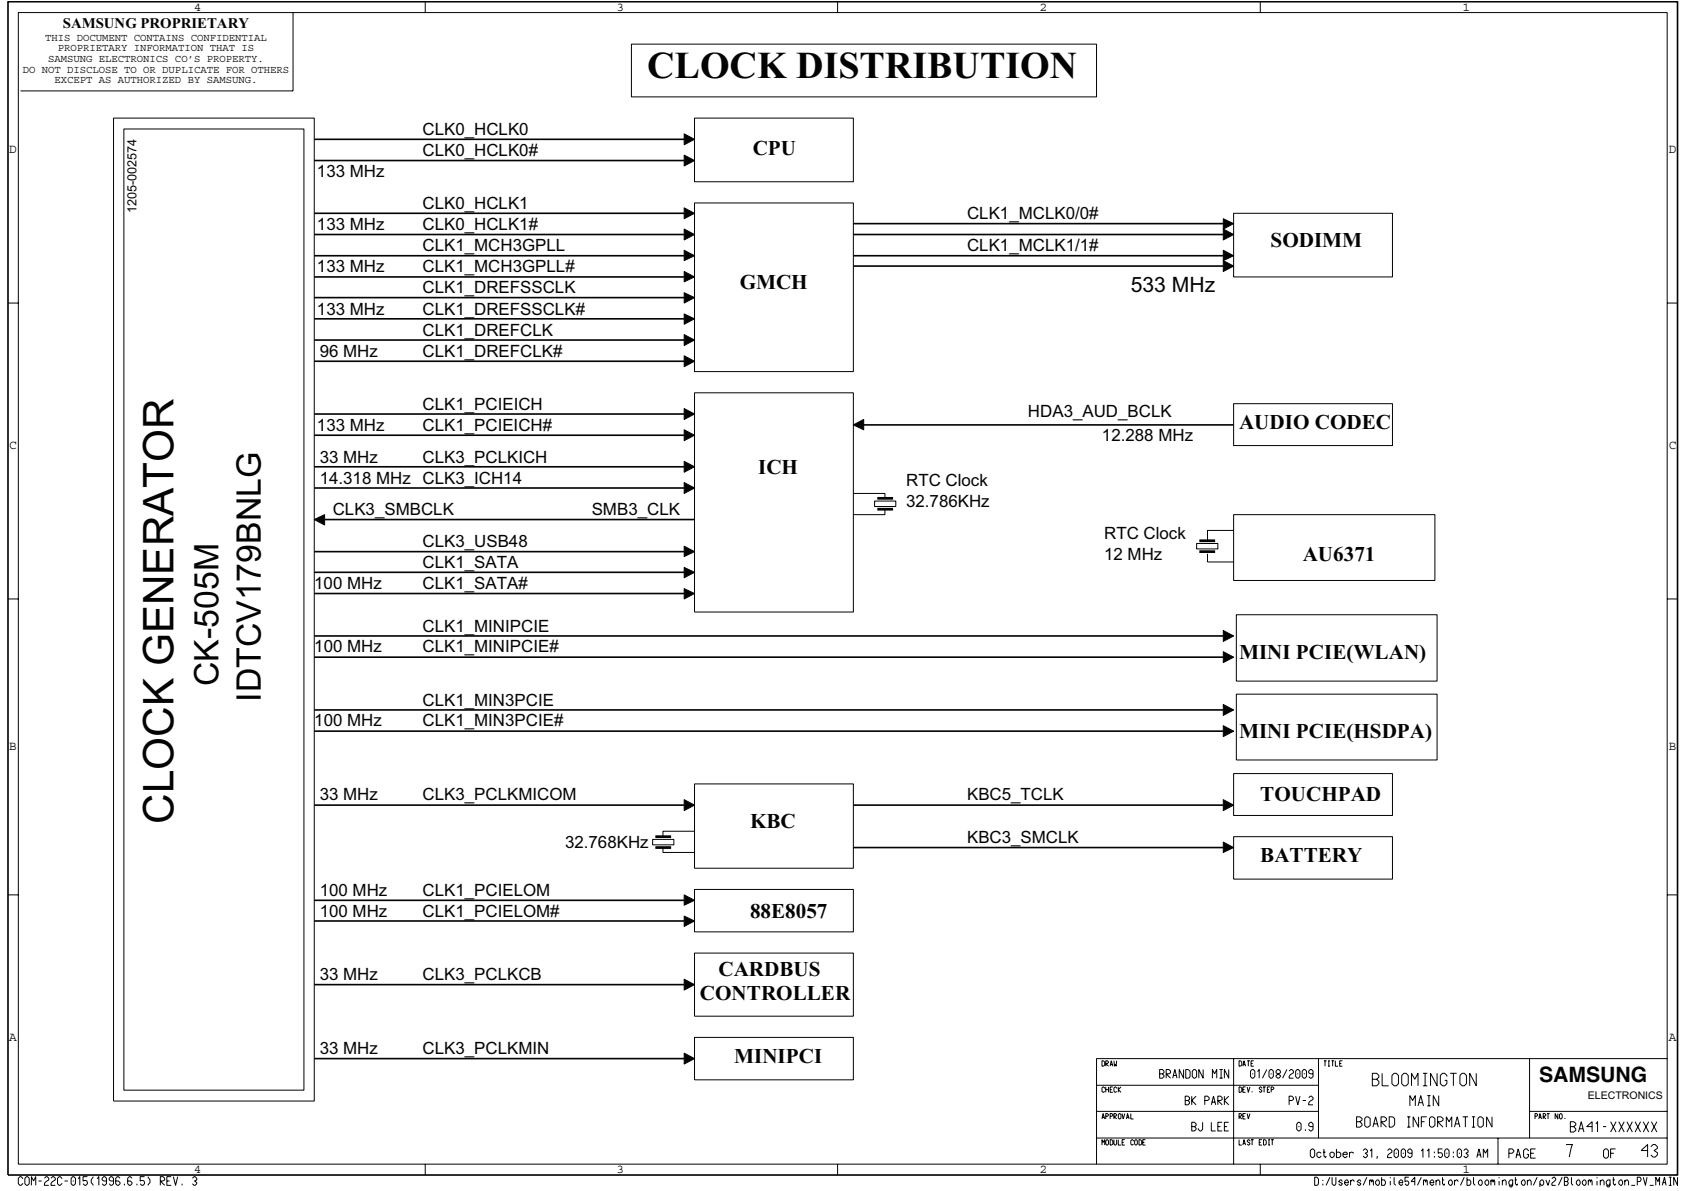 4 3 2 1
SAMSUNG PROPRIETARY
THIS DOCUMENT CONTAINS CONFIDENTIAL
PROPRIETARY INFORMATION THAT IS
SAMSUNG ELECTRONICS CO'S PROPERTY.
DO NOT DISCLOSE TO OR DUPLICATE FOR OTHERS
EXCEPT AS AUTHORIZED BY SAMSUNG.
CLOCK DISTRIBUTION
D D
C C
B B
A A
1205-002574
CLOCK GENERATOR
CK-505M
IDTCV179BNLG
CLK0_HCLK0
CLK0_HCLK0#
133 MHz
CPU
CLK0_HCLK1
133 MHz CLK0_HCLK1#
CLK1_MCH3GPLL
133 MHz CLK1_MCH3GPLL#
CLK1_DREFSSCLK
133 MHz CLK1_DREFSSCLK#
CLK1_DREFCLK
96 MHz CLK1_DREFCLK#
GMCH
CLK1_MCLK0/0#
CLK1_MCLK1/1#
533 MHz
SODIMM
CLK1_PCIEICH
133 MHz CLK1_PCIEICH#
33 MHz CLK3_PCLKICH
14.318 MHz CLK3_ICH14
CLK3_SMBCLK SMB3_CLK
CLK3_USB48
CLK1_SATA
100 MHz CLK1_SATA#
ICH
HDA3_AUD_BCLK
12.288 MHz
AUDIO CODEC
RTC Clock
32.786KHz
RTC Clock
12 MHz
AU6371
CLK1_MINIPCIE
100 MHz CLK1_MINIPCIE#
MINI PCIE(WLAN)
CLK1_MIN3PCIE
100 MHz CLK1_MIN3PCIE#
MINI PCIE(HSDPA)
33 MHz CLK3_PCLKMICOM
32.768KHz
KBC
KBC5_TCLK
TOUCHPAD
KBC3_SMCLK
BATTERY
100 MHz CLK1_PCIELOM
100 MHz CLK1_PCIELOM#
88E8057
33 MHz CLK3_PCLKCB
CARDBUS
CONTROLLER
33 MHz CLK3_PCLKMIN
MINIPCI
DRAW BRANDON MIN
DATE 01/08/2009
TITLE
BLOOMINGTON
MAIN
BOARD INFORMATION
SAMSUNG
ELECTRONICS
CHECK BK PARK
DEV. STEP PV-2
APPROVAL BJ LEE
REV 0.9
PART NO. BA41-XXXXXX
MODULE CODE
LAST EDIT October 31, 2009 11:50:03 AM
PAGE 7 OF 43
4 3 2 1
COM-22C-015(1996.6.5) REV. 3
D:/Users/mobile54/mentor/bloomington/pv2/Bloomington_PV_MAIN